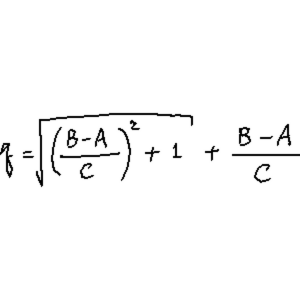 q = √(((B-A)/C)² + 1) + (B-A)/C